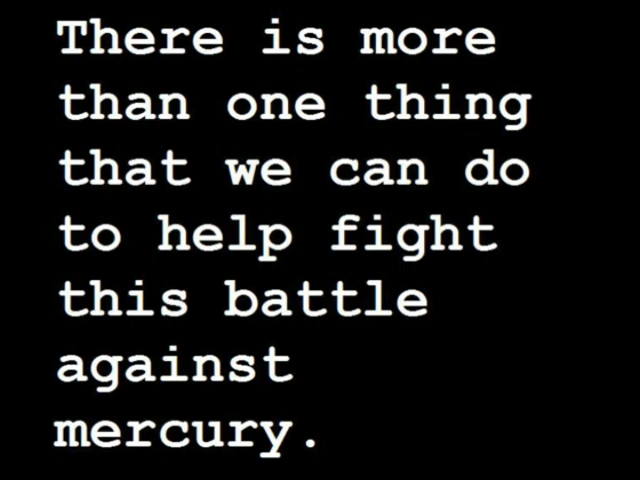 There is more
than one thing
that we can do
to help fight
this battle
against
mercury.